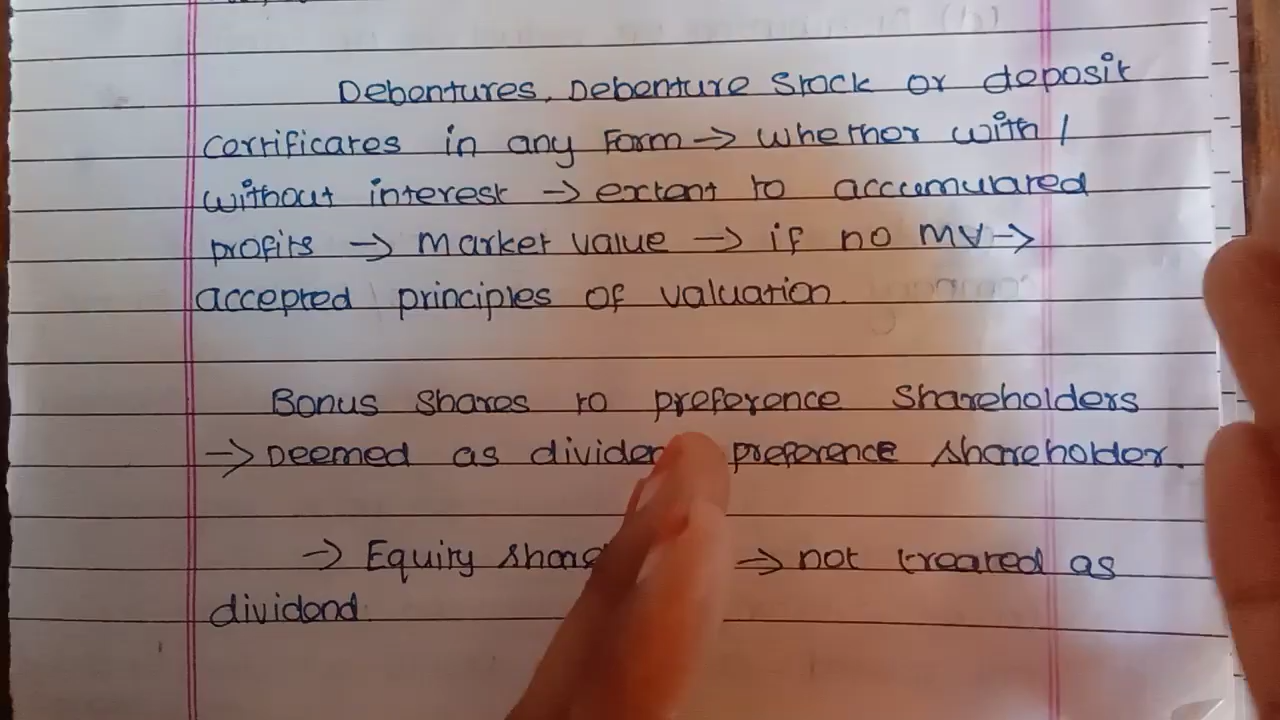 Debentures, Debenture Stock or deposit
certificates in any Form → whether with /
without interest → extent to accumulated
profits → Market value → if no MV →
accepted principles of valuation.
Bonus shares to preference shareholders
→ Deemed as preference shareholder.
→ Equity → not treated as
dividend.